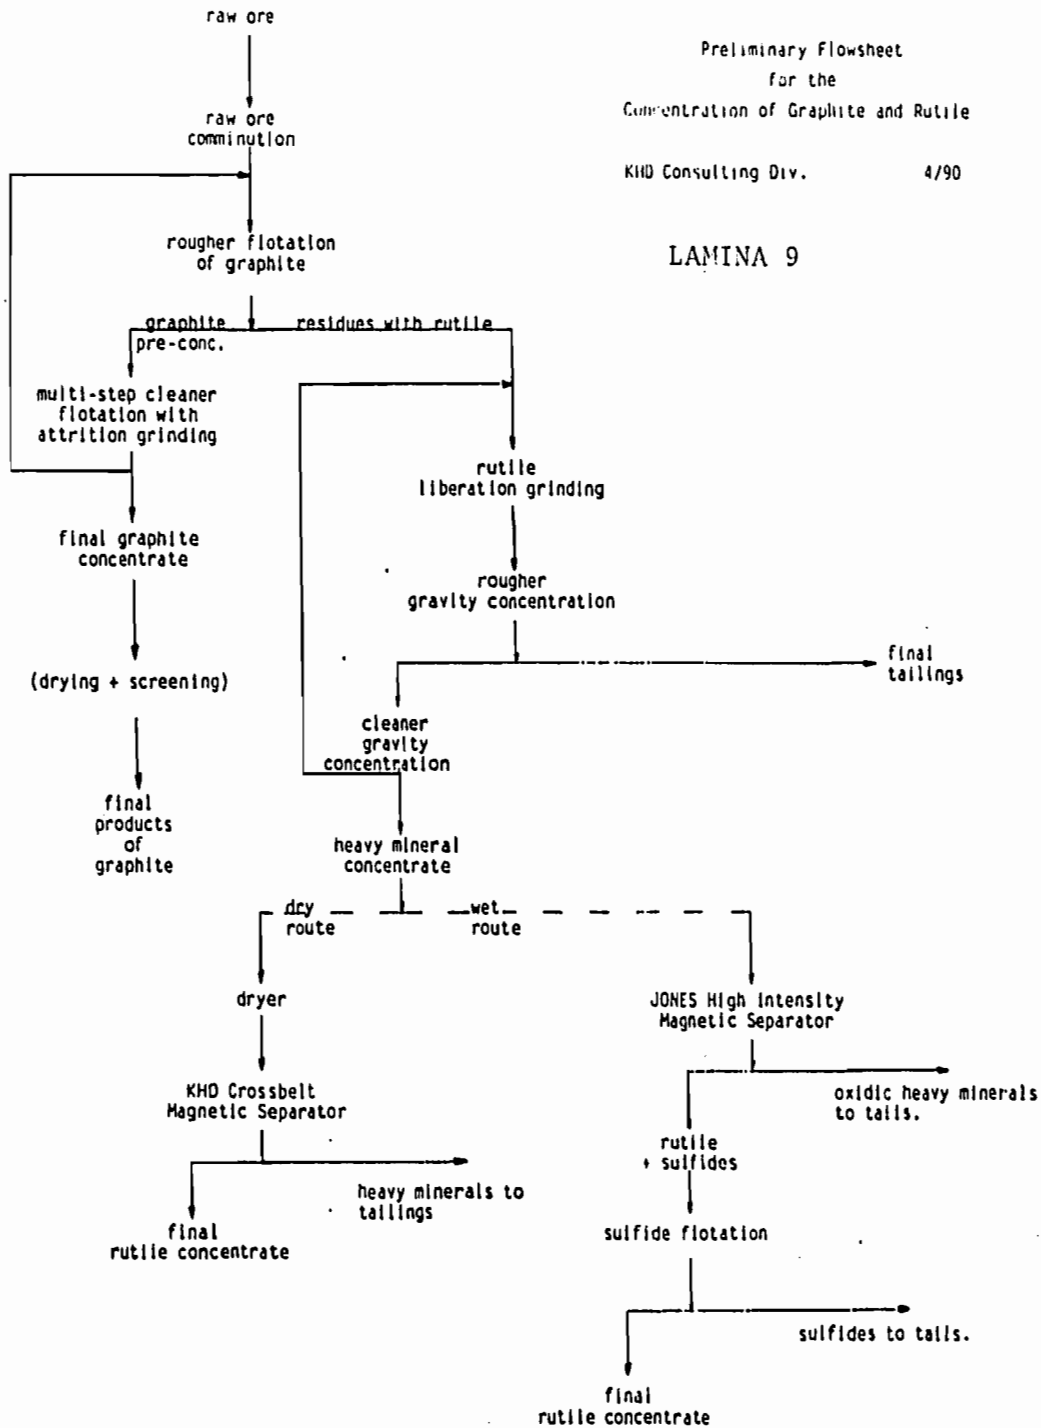 raw ore
Preliminary Flowsheet
for the
Concentration of Graphite and Rutile
KHD Consulting Div. 4/90
LAMINA 9
raw ore
comminution
rougher flotation
of graphite
graphite
pre-conc.
residues with rutile
multi-step cleaner
flotation with
attrition grinding
rutile
liberation grinding
final graphite
concentrate
rougher
gravity concentration
final
tailings
(drying + screening)
cleaner
gravity
concentration
final
products
of
graphite
heavy mineral
concentrate
dry
route
wet
route
dryer
JONES High Intensity
Magnetic Separator
KHD Crossbelt
Magnetic Separator
oxidic heavy minerals
to tails.
rutile
+ sulfides
heavy minerals to
tailings
final
rutile concentrate
sulfide flotation
sulfides to tails.
final
rutile concentrate